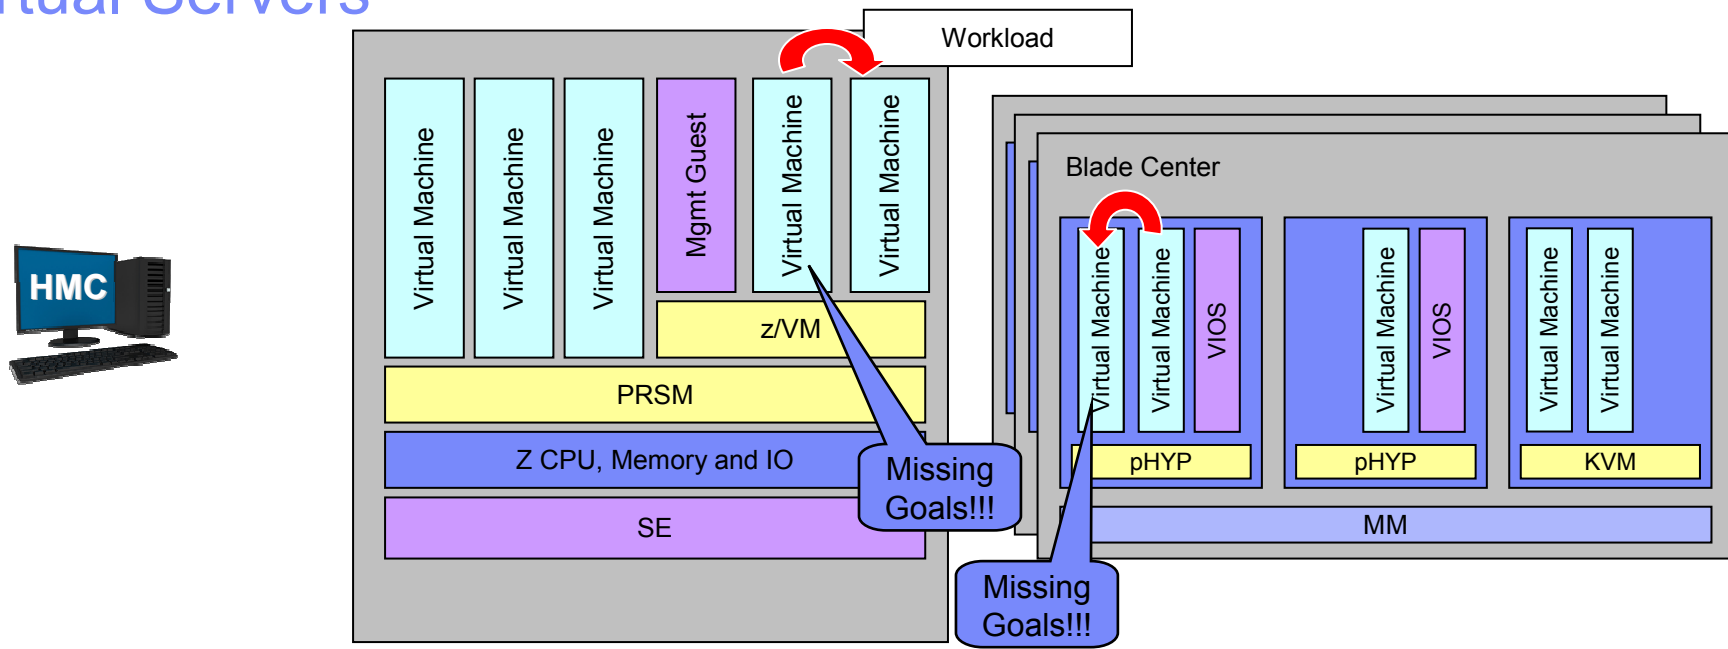 Virtual Servers
Workload
HMC
Virtual Machine
Virtual Machine
Virtual Machine
Mgmt Guest
Virtual Machine
Virtual Machine
z/VM
PRSM
Z CPU, Memory and IO
SE
Missing
Goals!!!
Blade Center
Virtual Machine
Virtual Machine
VIOS
pHYP
Virtual Machine
VIOS
pHYP
Virtual Machine
Virtual Machine
KVM
MM
Missing
Goals!!!